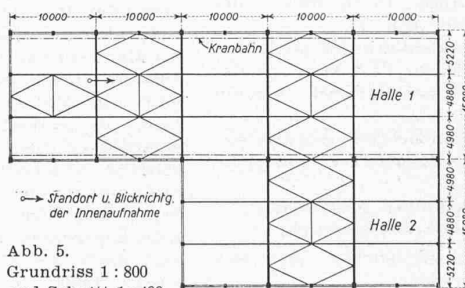 10000 10000 10000 10000 10000
Kranbahn
5220
4880
4980
Halle 1
Standort u. Blickrichtg.
der Innenaufnahme
4980
4880
5220
Halle 2
Abb. 5.
Grundriss 1 : 800